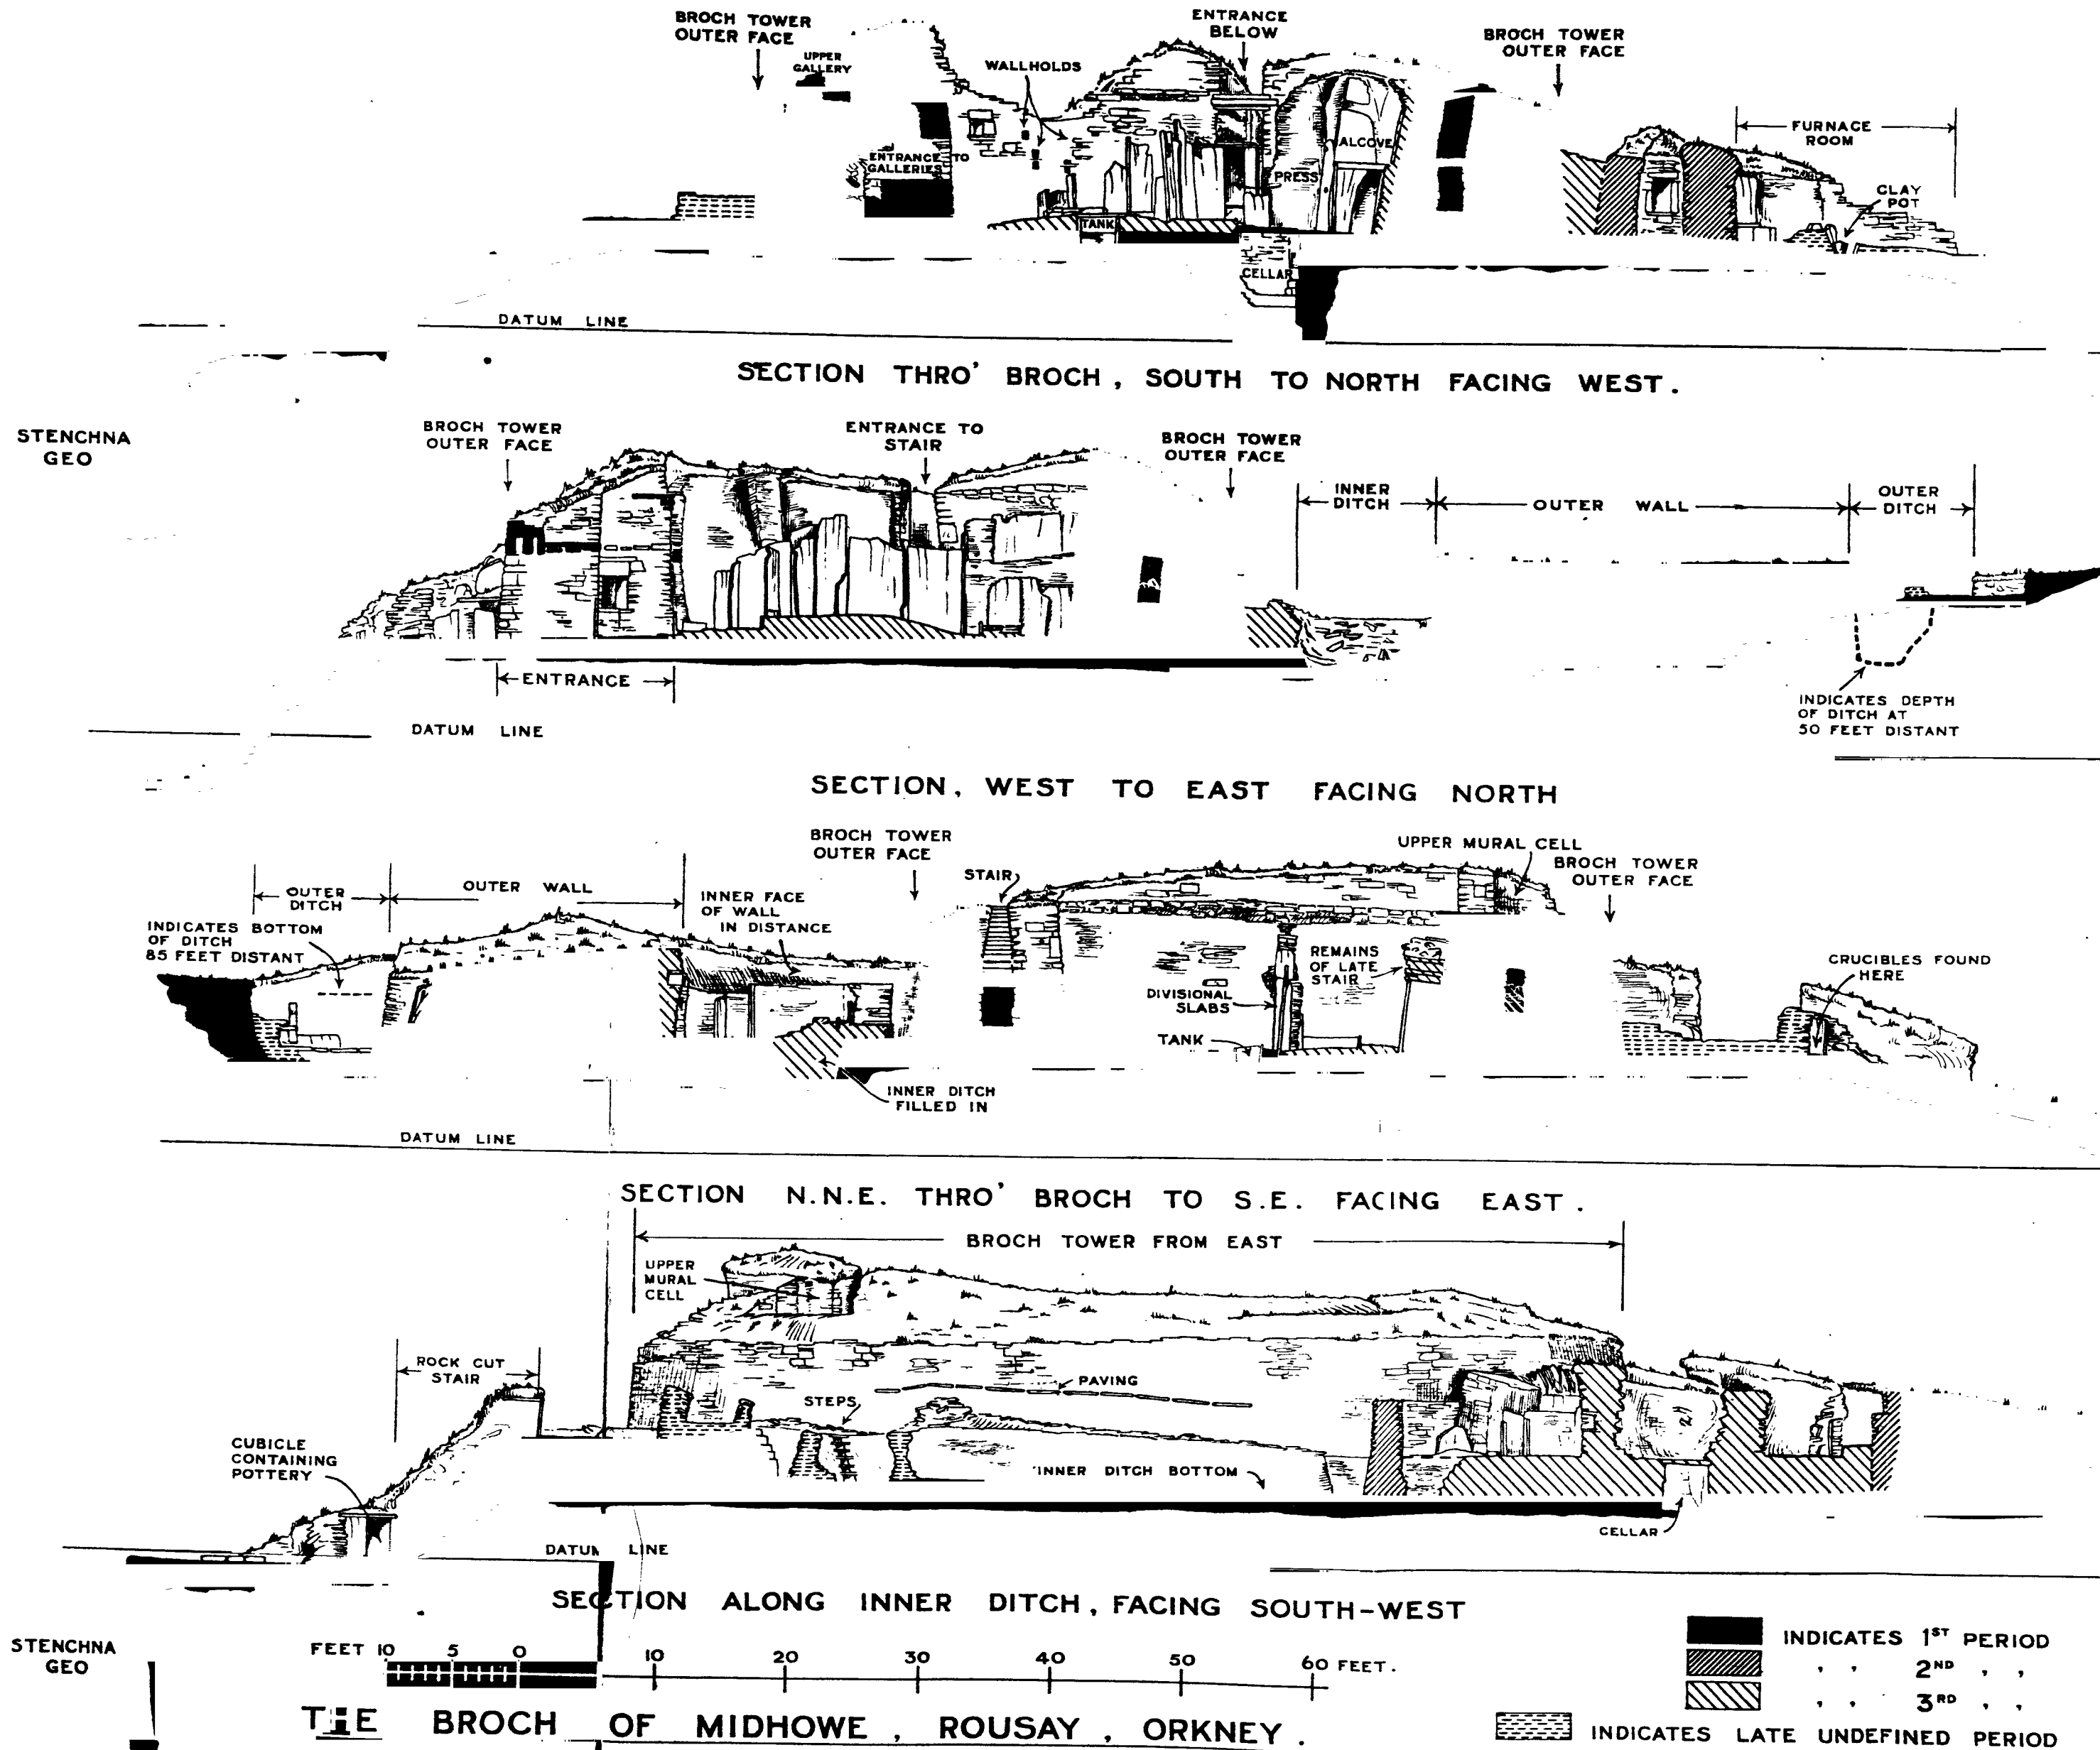 BROCH TOWER
OUTER FACE
UPPER
GALLERY
WALLHOLDS
ENTRANCE
BELOW
BROCH TOWER
OUTER FACE
FURNACE
ROOM
ENTRANCE TO
GALLERIES
ALCOVE
PRESS
CLAY
POT
TANK
CELLAR
DATUM LINE
SECTION THRO' BROCH, SOUTH TO NORTH FACING WEST.
STENCHNA
GEO
BROCH TOWER
OUTER FACE
ENTRANCE TO
STAIR
BROCH TOWER
OUTER FACE
INNER
DITCH
OUTER WALL
OUTER
DITCH
ENTRANCE
INDICATES DEPTH
OF DITCH AT
50 FEET DISTANT
DATUM LINE
SECTION, WEST TO EAST FACING NORTH
BROCH TOWER
OUTER FACE
UPPER MURAL CELL
BROCH TOWER
OUTER FACE
STAIR
OUTER
DITCH
OUTER WALL
INNER FACE
OF WALL
IN DISTANCE
INDICATES BOTTOM
OF DITCH
85 FEET DISTANT
REMAINS
OF LATE
STAIR
CRUCIBLES FOUND
HERE
DIVISIONAL
SLABS
TANK
INNER DITCH
FILLED IN
DATUM LINE
SECTION N.N.E. THRO' BROCH TO S.E. FACING EAST.
BROCH TOWER FROM EAST
UPPER
MURAL
CELL
ROCK CUT
STAIR
PAVING
STEPS
CUBICLE
CONTAINING
POTTERY
INNER DITCH BOTTOM
CELLAR
DATUM LINE
SECTION ALONG INNER DITCH, FACING SOUTH-WEST
STENCHNA
GEO
FEET 10 5 0 10 20 30 40 50 60 FEET.
INDICATES 1ST PERIOD
, , 2ND , ,
, , 3RD , ,
INDICATES LATE UNDEFINED PERIOD
THE BROCH OF MIDHOWE, ROUSAY, ORKNEY.